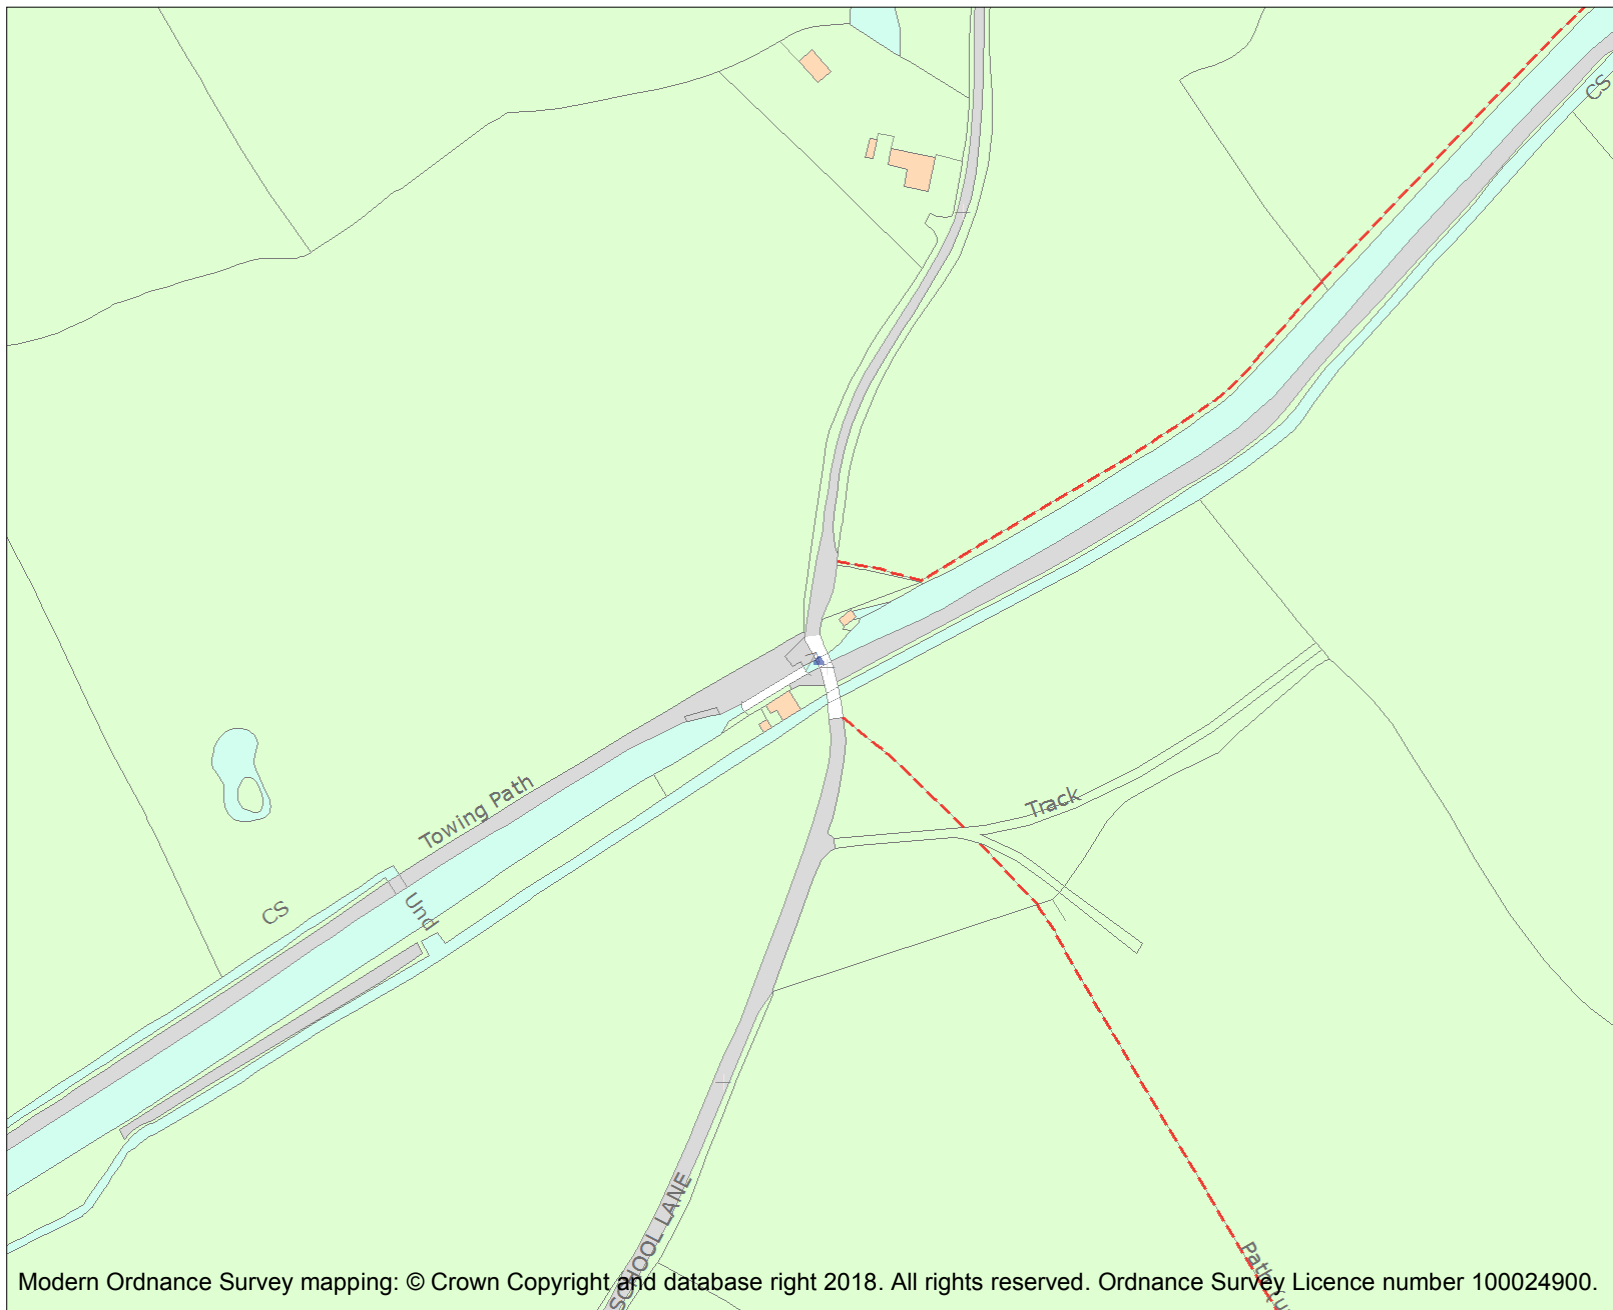 CS
Towing Path
Track
CS
Und
SCHOOL LANE
Path (u
Modern Ordnance Survey mapping: © Crown Copyright and database right 2018. All rights reserved. Ordnance Survey Licence number 100024900.